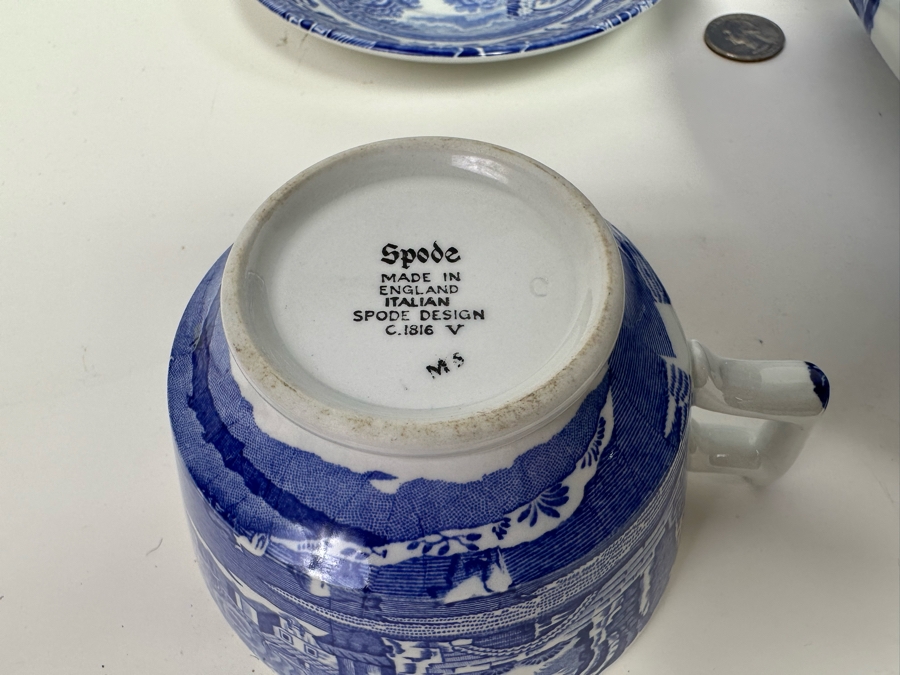 Spode
MADE IN
ENGLAND
ITALIAN
SPODE DESIGN
C.1816 V
M5
C